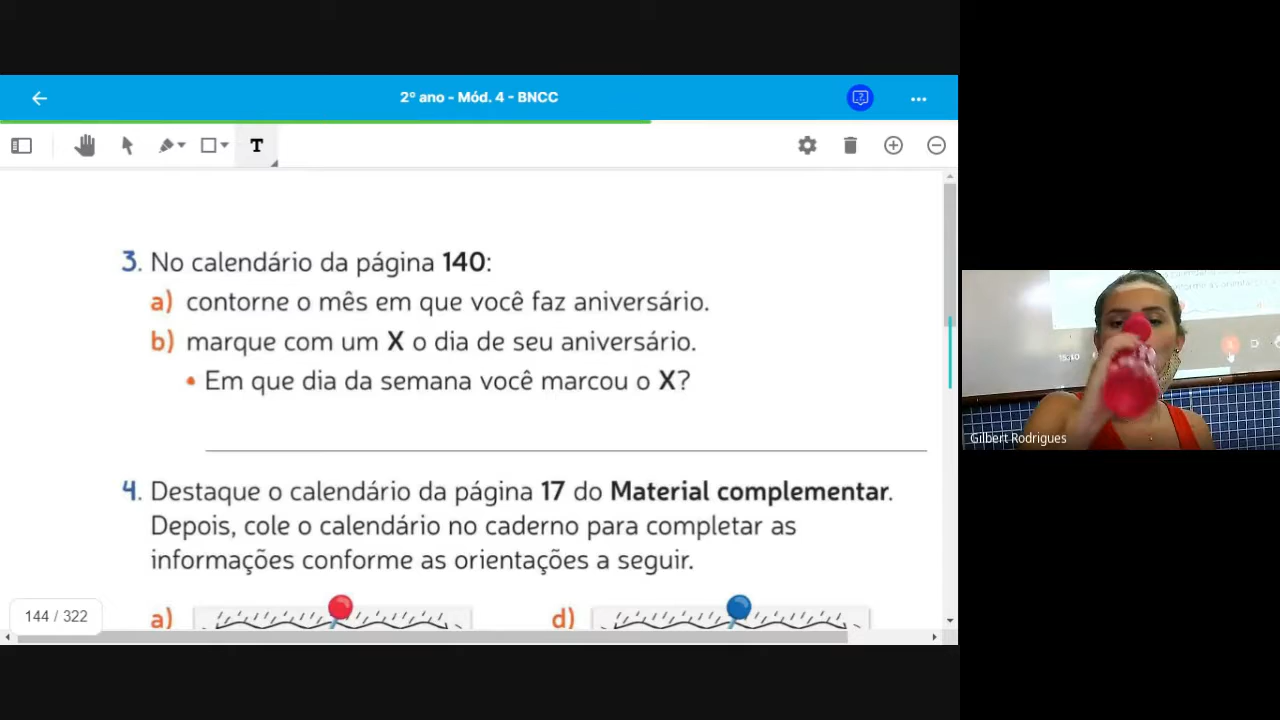 2º ano - Mód. 4 - BNCC
T
3. No calendário da página 140:
a) contorne o mês em que você faz aniversário.
b) marque com um X o dia de seu aniversário.
• Em que dia da semana você marcou o X?
4. Destaque o calendário da página 17 do Material complementar.
Depois, cole o calendário no caderno para completar as
informações conforme as orientações a seguir.
a)
d)
144 / 322
Gilbert Rodrigues